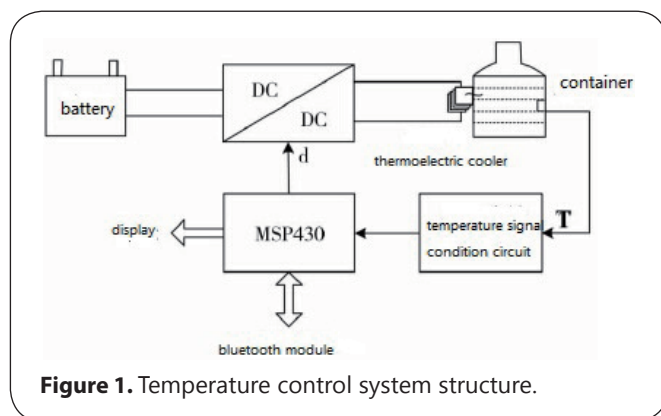 battery
DC
DC
container
thermoelectric cooler
d
display
MSP430
temperature signal
condition circuit
T
bluetooth module
Figure 1. Temperature control system structure.